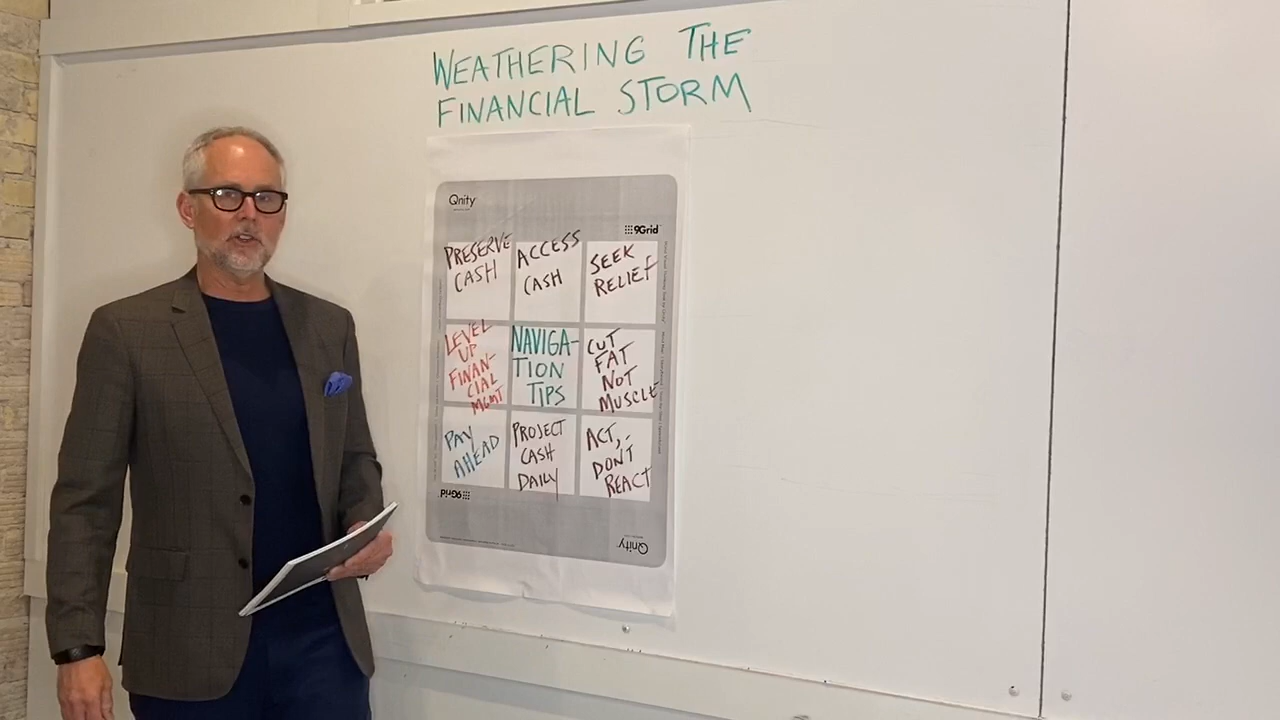 WEATHERING THE
FINANCIAL STORM
Qnity
9Grid
PRESERVE
CASH
ACCESS
CASH
SEEK
RELIEF
LEVEL
UP
FINAN-
CIAL
MGMT
NAVIGA-
TION
TIPS
CUT
FAT
NOT
MUSCLE
PAY
AHEAD
PROJECT
CASH
DAILY
ACT,
DON'T
REACT
9Grid
Qnity